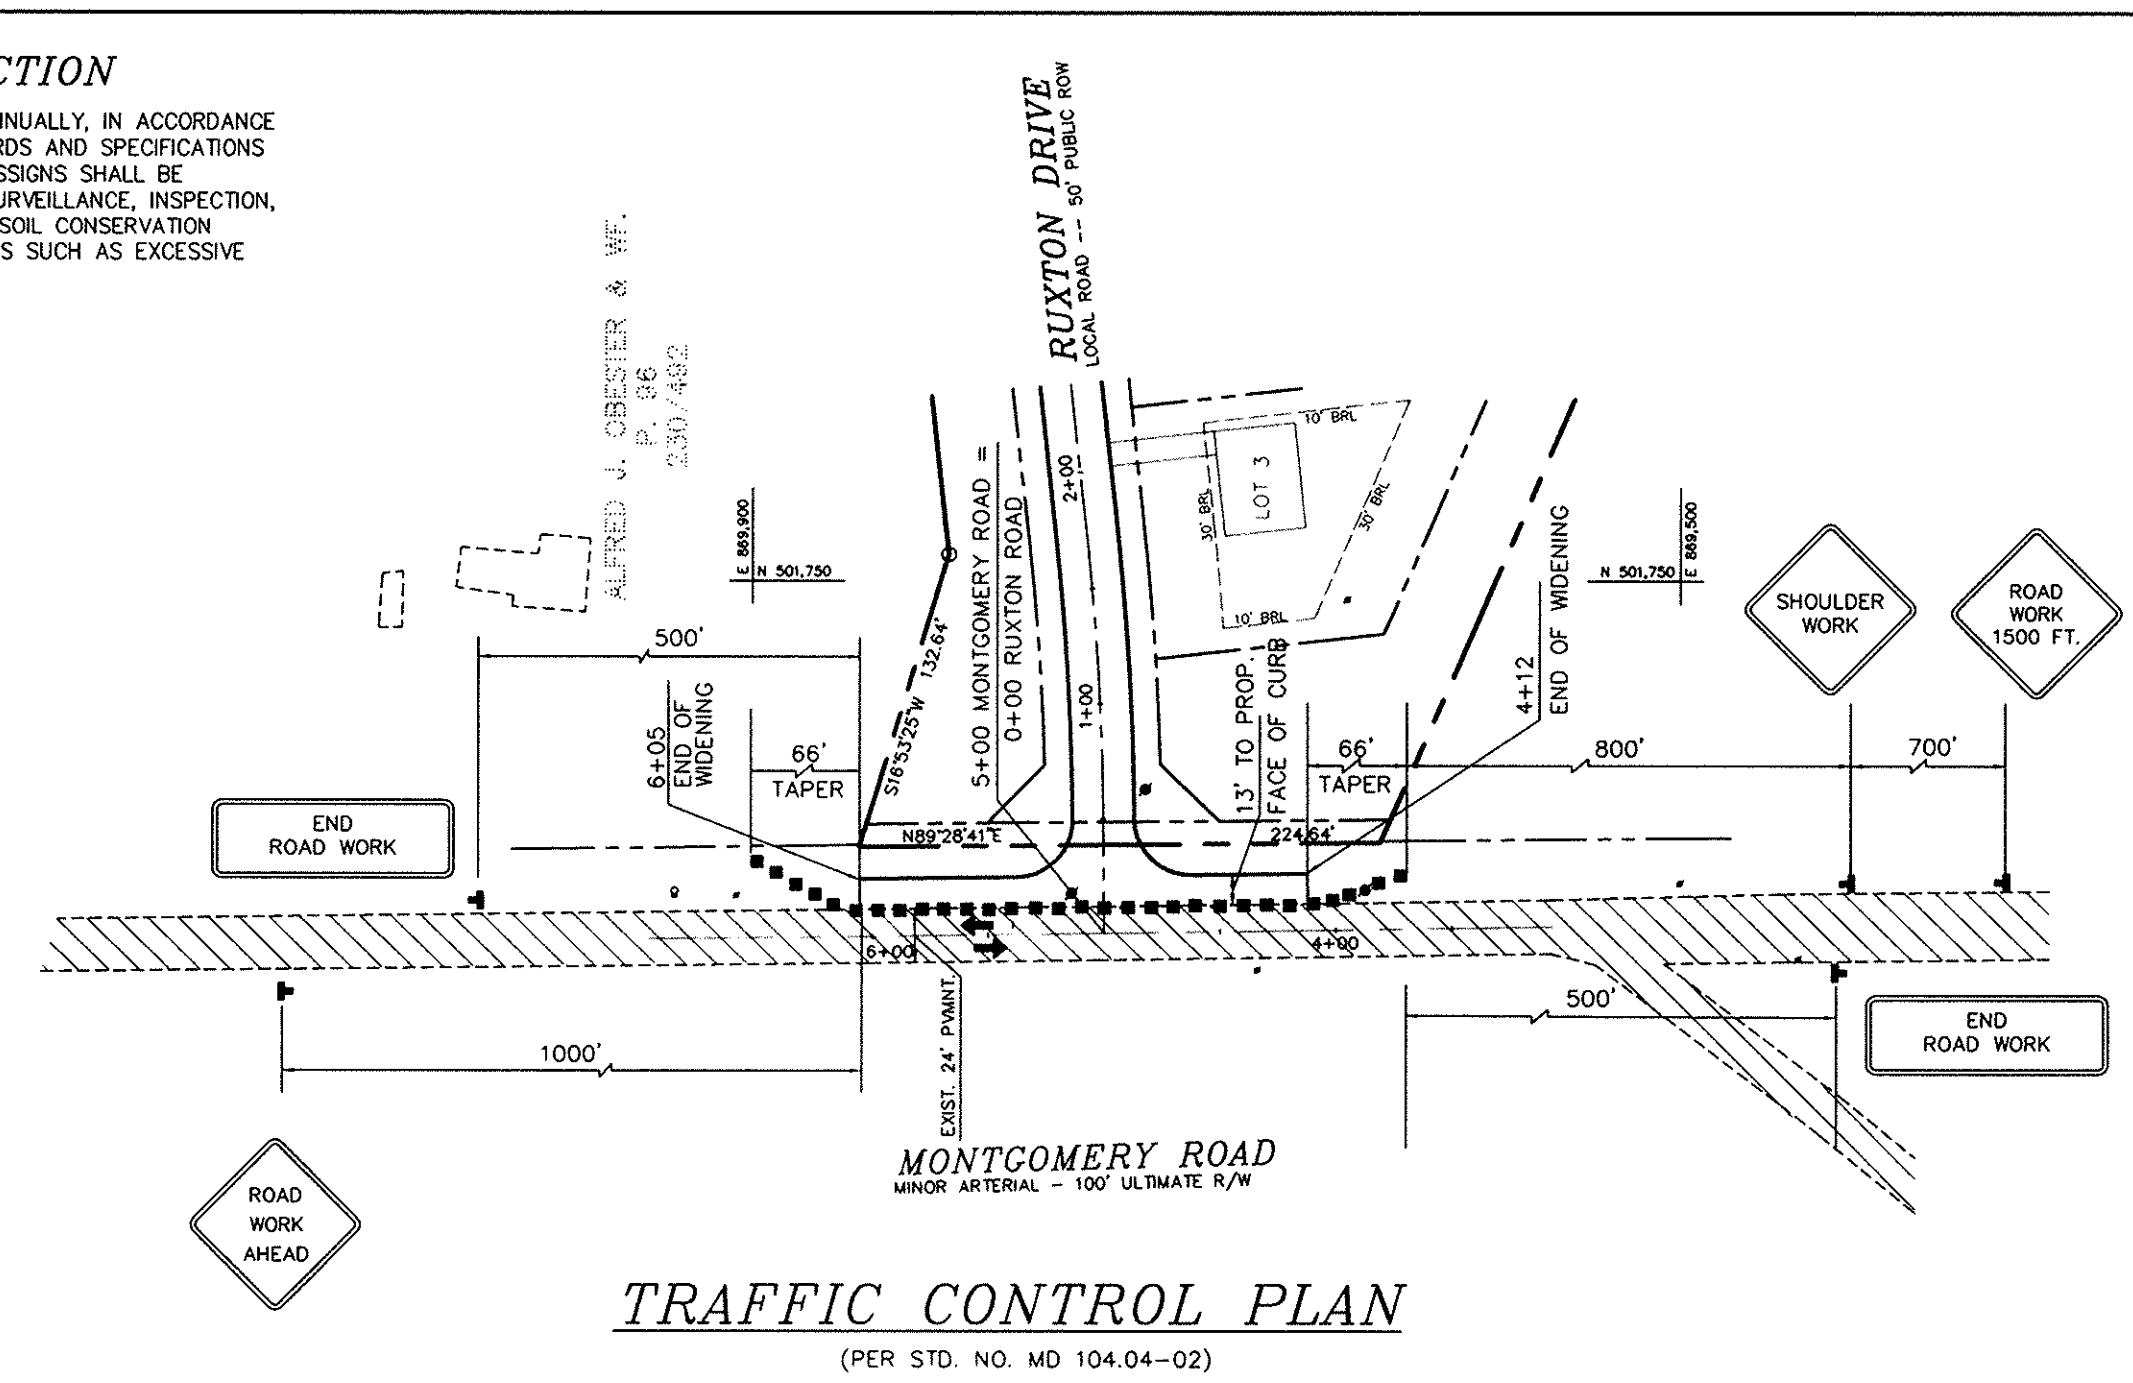 CTION
INUALLY, IN ACCORDANCE
RDS AND SPECIFICATIONS
SSIGNS SHALL BE
URVEILLANCE, INSPECTION,
SOIL CONSERVATION
S SUCH AS EXCESSIVE
ALFRED J. OBESTER & WF.
P. 96
230/482
RUXTON DRIVE
LOCAL ROAD --- 50' PUBLIC ROW
E 869,900
N 501,750
5+00 MONTGOMERY ROAD =
0+00 RUXTON ROAD
2+00
1+00
10' BRL
30' BRL
LOT 3
30' BRL
10' BRL
N 501,750
E 869,500
SHOULDER
WORK
ROAD
WORK
1500 FT.
500'
6+05
END OF
WIDENING
66'
TAPER
S16°53'25"W 132.64'
13' TO PROP.
FACE OF CURB
66'
TAPER
4+12
END OF WIDENING
800'
700'
END
ROAD WORK
N89°28'41"E
224.64'
6+00
4+00
EXIST. 24' PVMNT.
1000'
500'
END
ROAD WORK
MONTGOMERY ROAD
MINOR ARTERIAL - 100' ULTIMATE R/W
ROAD
WORK
AHEAD
TRAFFIC CONTROL PLAN
(PER STD. NO. MD 104.04-02)